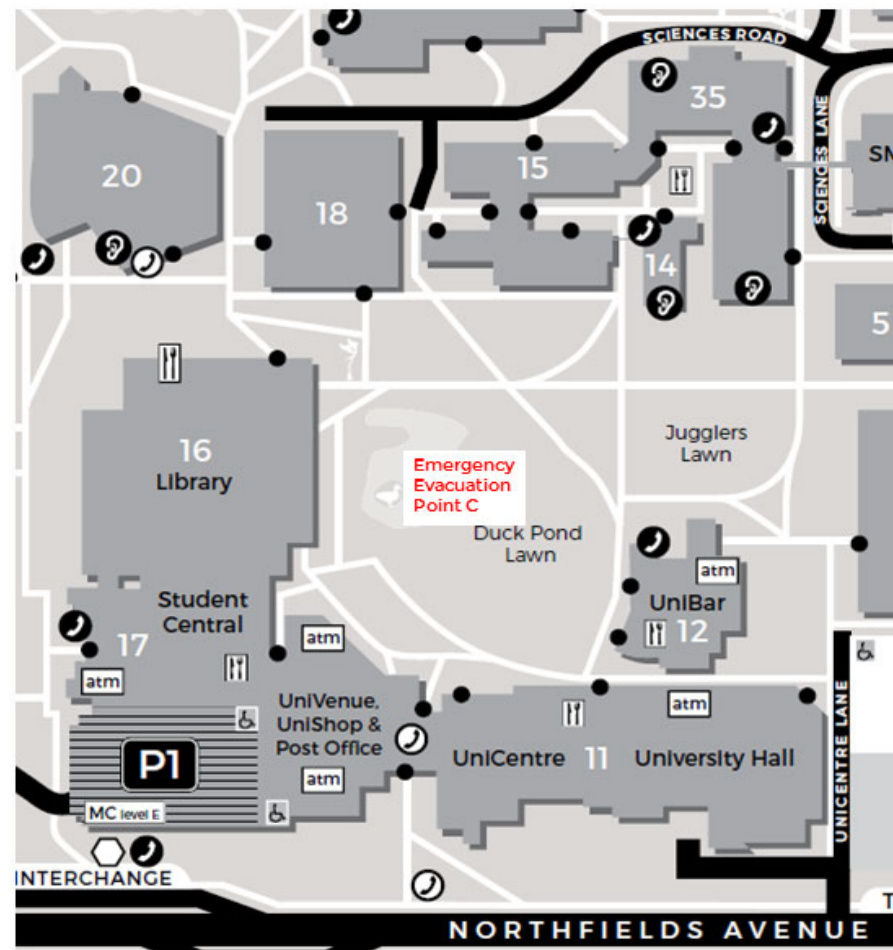 SCIENCES ROAD
35
SCIENCES LANE
SM
20
15
18
14
5
Jugglers
Lawn
16
Library
Emergency
Evacuation
Point C
Duck Pond
Lawn
atm
UniBar
12
Student
Central
17
atm
atm
UniVenue,
UniShop &
Post Office
atm
atm
UniCentre
11
University Hall
P1
MC level E
UNICENTRE LANE
INTERCHANGE
T
NORTHFIELDS AVENUE